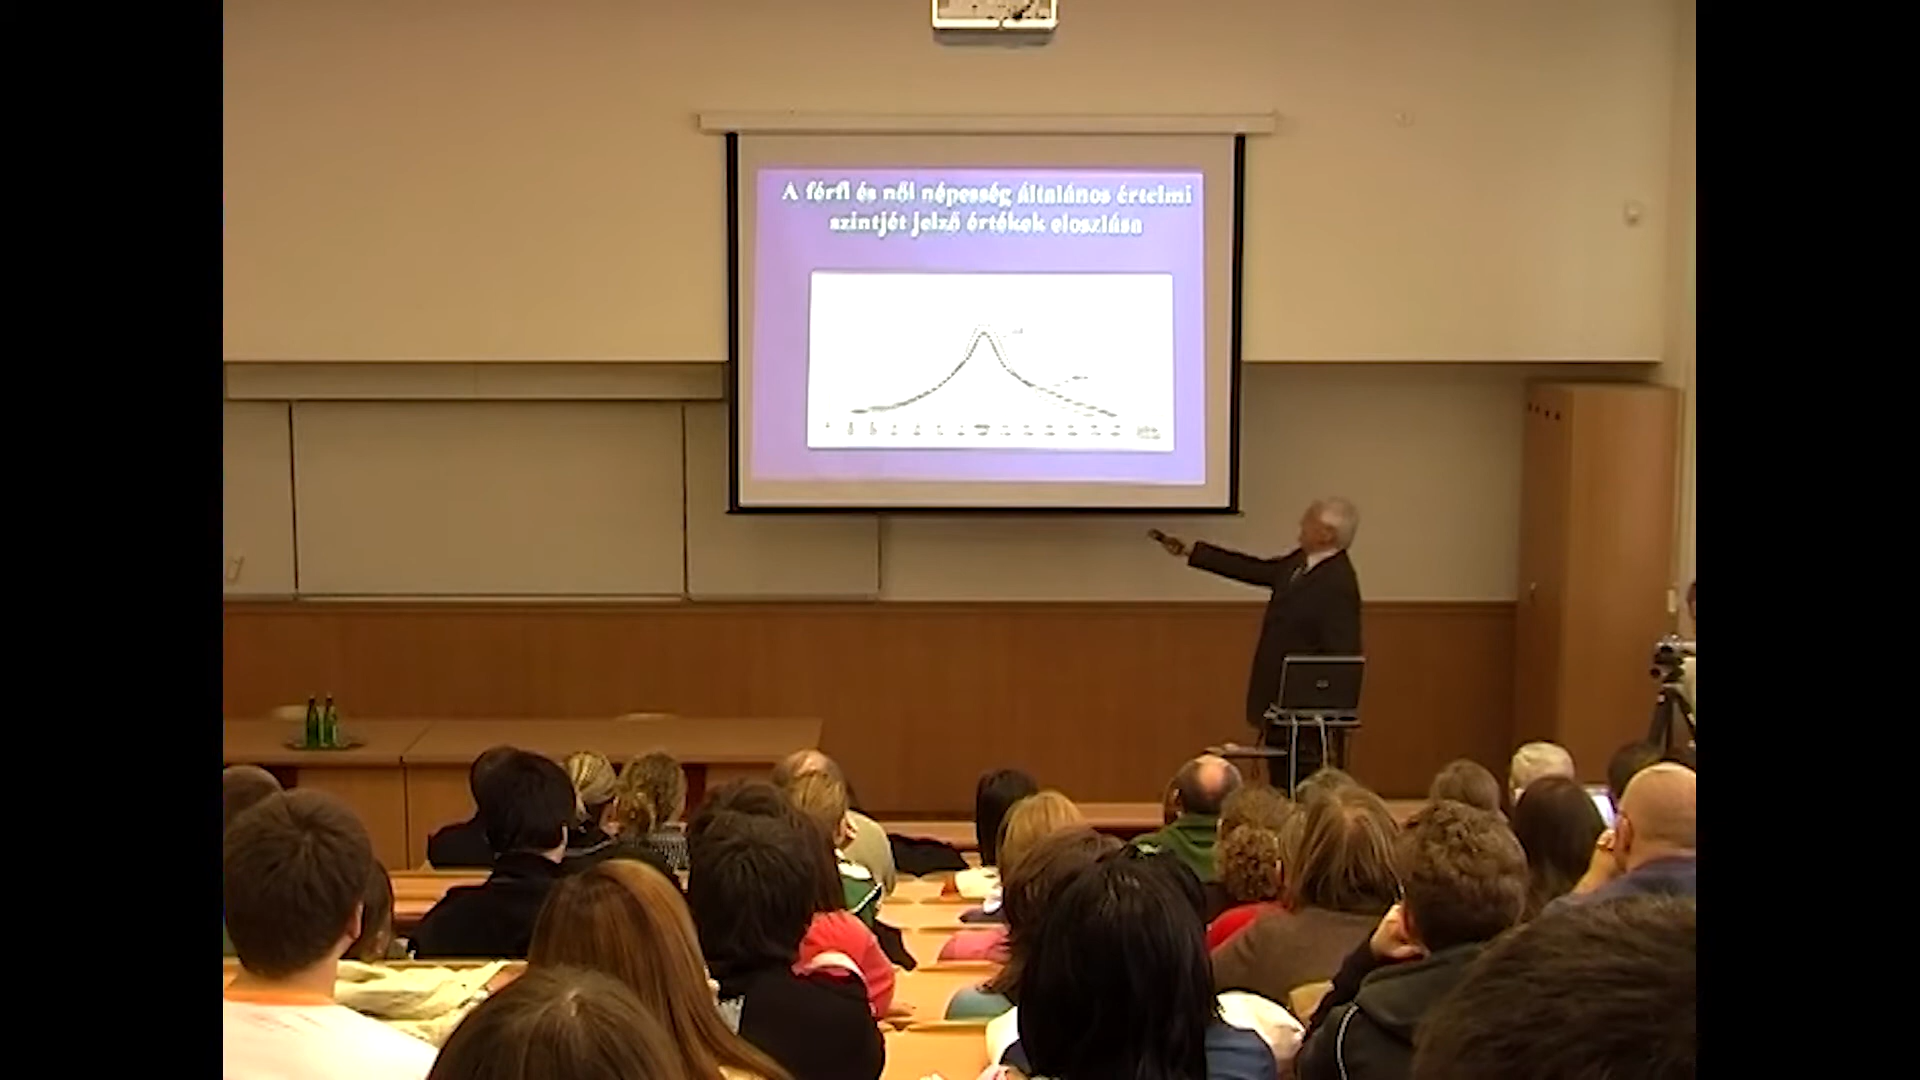 A férfi és női népesség általános értelmi
szintjét jelző értékek eloszlása